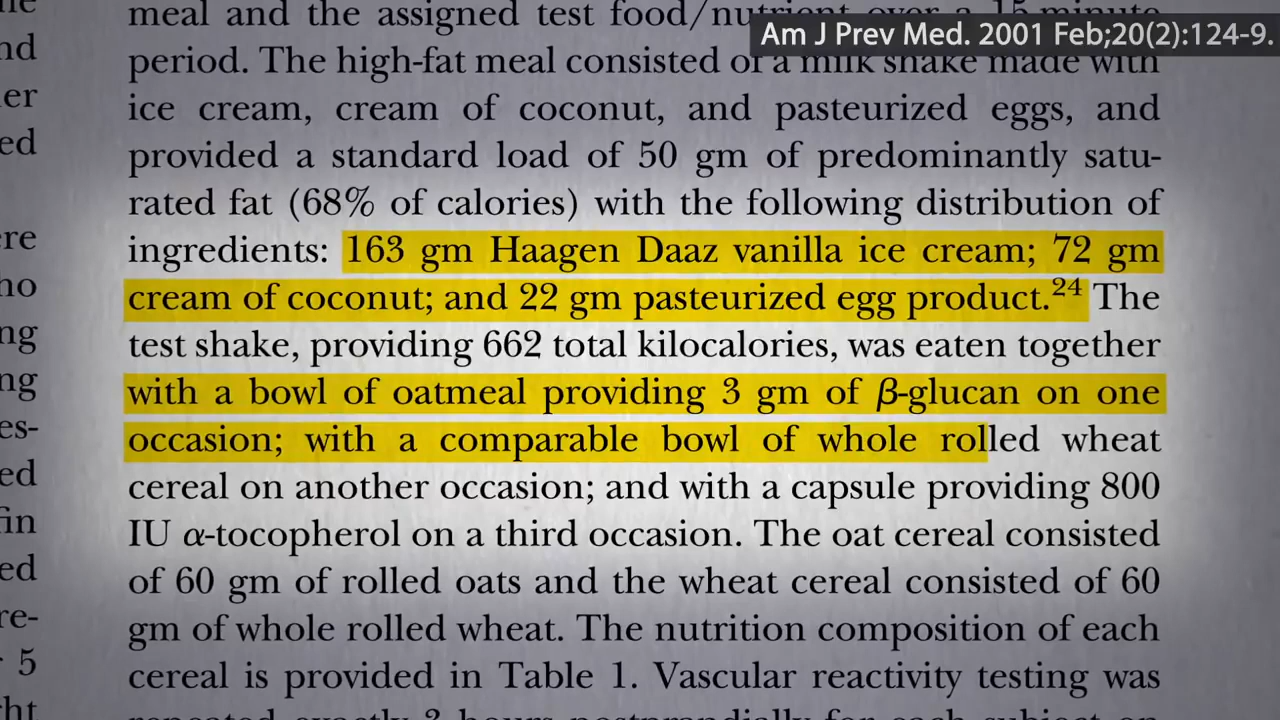 meal and the assigned test food/nutrient over a 15-minute
Am J Prev Med. 2001 Feb;20(2):124-9.
period. The high-fat meal consisted of a milk shake made with
ice cream, cream of coconut, and pasteurized eggs, and
provided a standard load of 50 gm of predominantly satu-
rated fat (68% of calories) with the following distribution of
ingredients: 163 gm Haagen Daaz vanilla ice cream; 72 gm
cream of coconut; and 22 gm pasteurized egg product.24 The
test shake, providing 662 total kilocalories, was eaten together
with a bowl of oatmeal providing 3 gm of β-glucan on one
occasion; with a comparable bowl of whole rolled wheat
cereal on another occasion; and with a capsule providing 800
IU α-tocopherol on a third occasion. The oat cereal consisted
of 60 gm of rolled oats and the wheat cereal consisted of 60
gm of whole rolled wheat. The nutrition composition of each
cereal is provided in Table 1. Vascular reactivity testing was